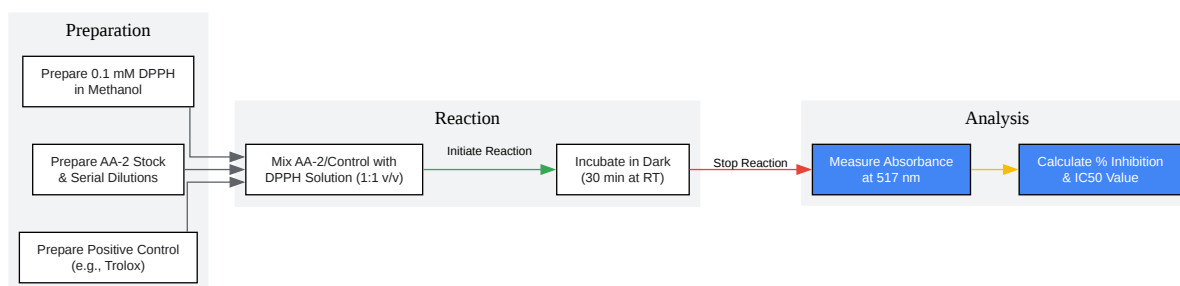 Preparation
Prepare 0.1 mM DPPH
in Methanol
Prepare AA-2 Stock
& Serial Dilutions
Prepare Positive Control
(e.g., Trolox)
Reaction
Mix AA-2/Control with
DPPH Solution (1:1 v/v)
Initiate Reaction
Incubate in Dark
(30 min at RT)
Stop Reaction
Analysis
Measure Absorbance
at 517 nm
Calculate % Inhibition
& IC50 Value